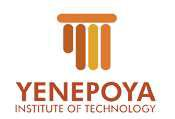 YENEPOYA
INSTITUTE OF TECHNOLOGY